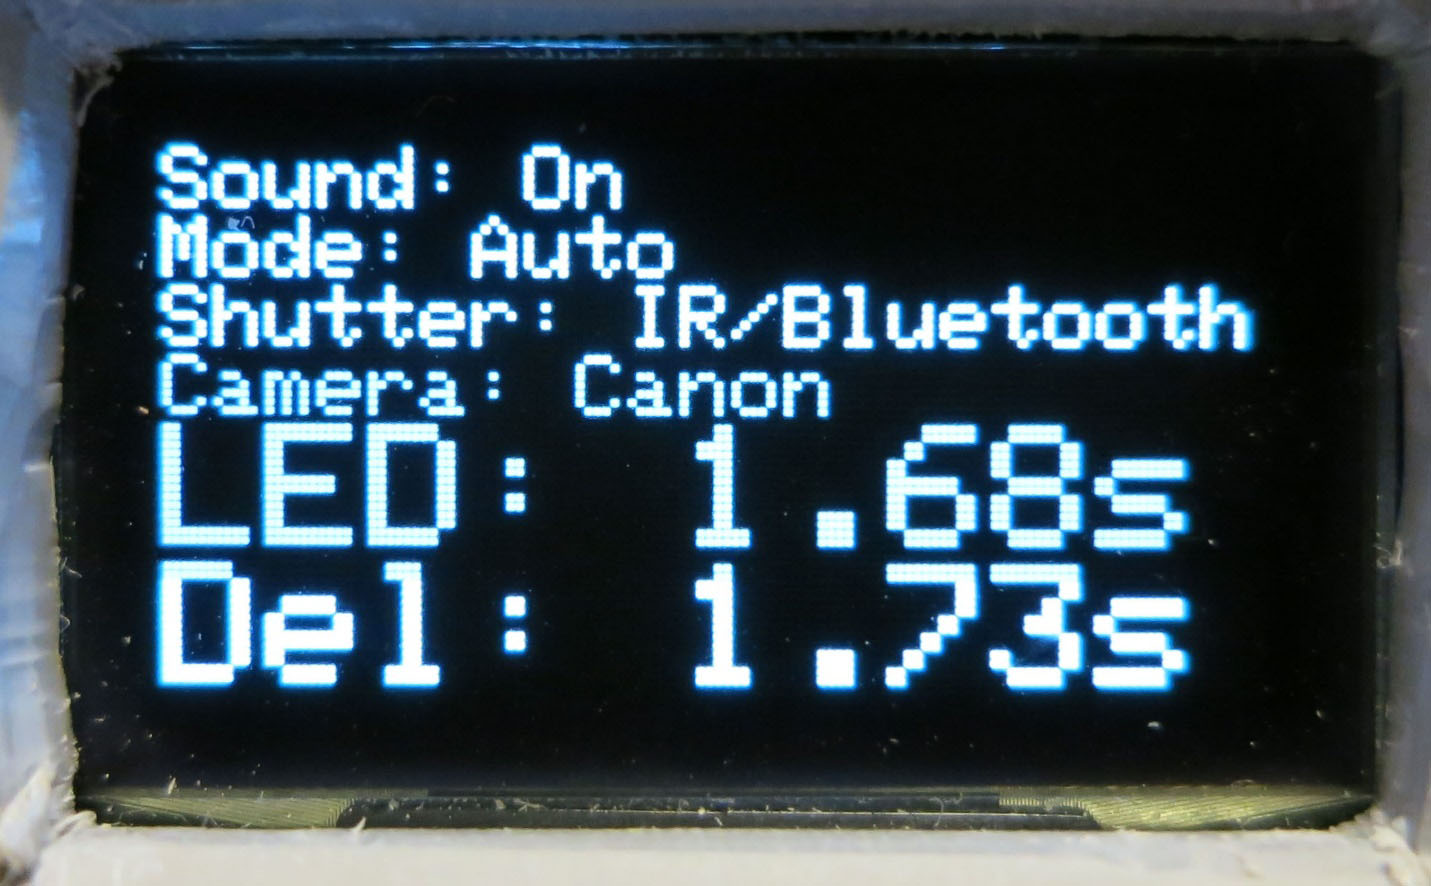 Sound: On
Mode: Auto
Shutter: IR/Bluetooth
Camera: Canon
LED: 1.68s
Del: 1.73s